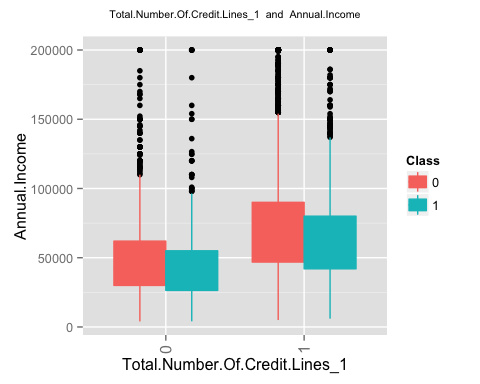 Total.Number.Of.Credit.Lines_1 and Annual.Income
200000
150000
100000
50000
0
Annual.Income
0
1
Total.Number.Of.Credit.Lines_1
Class
0
1